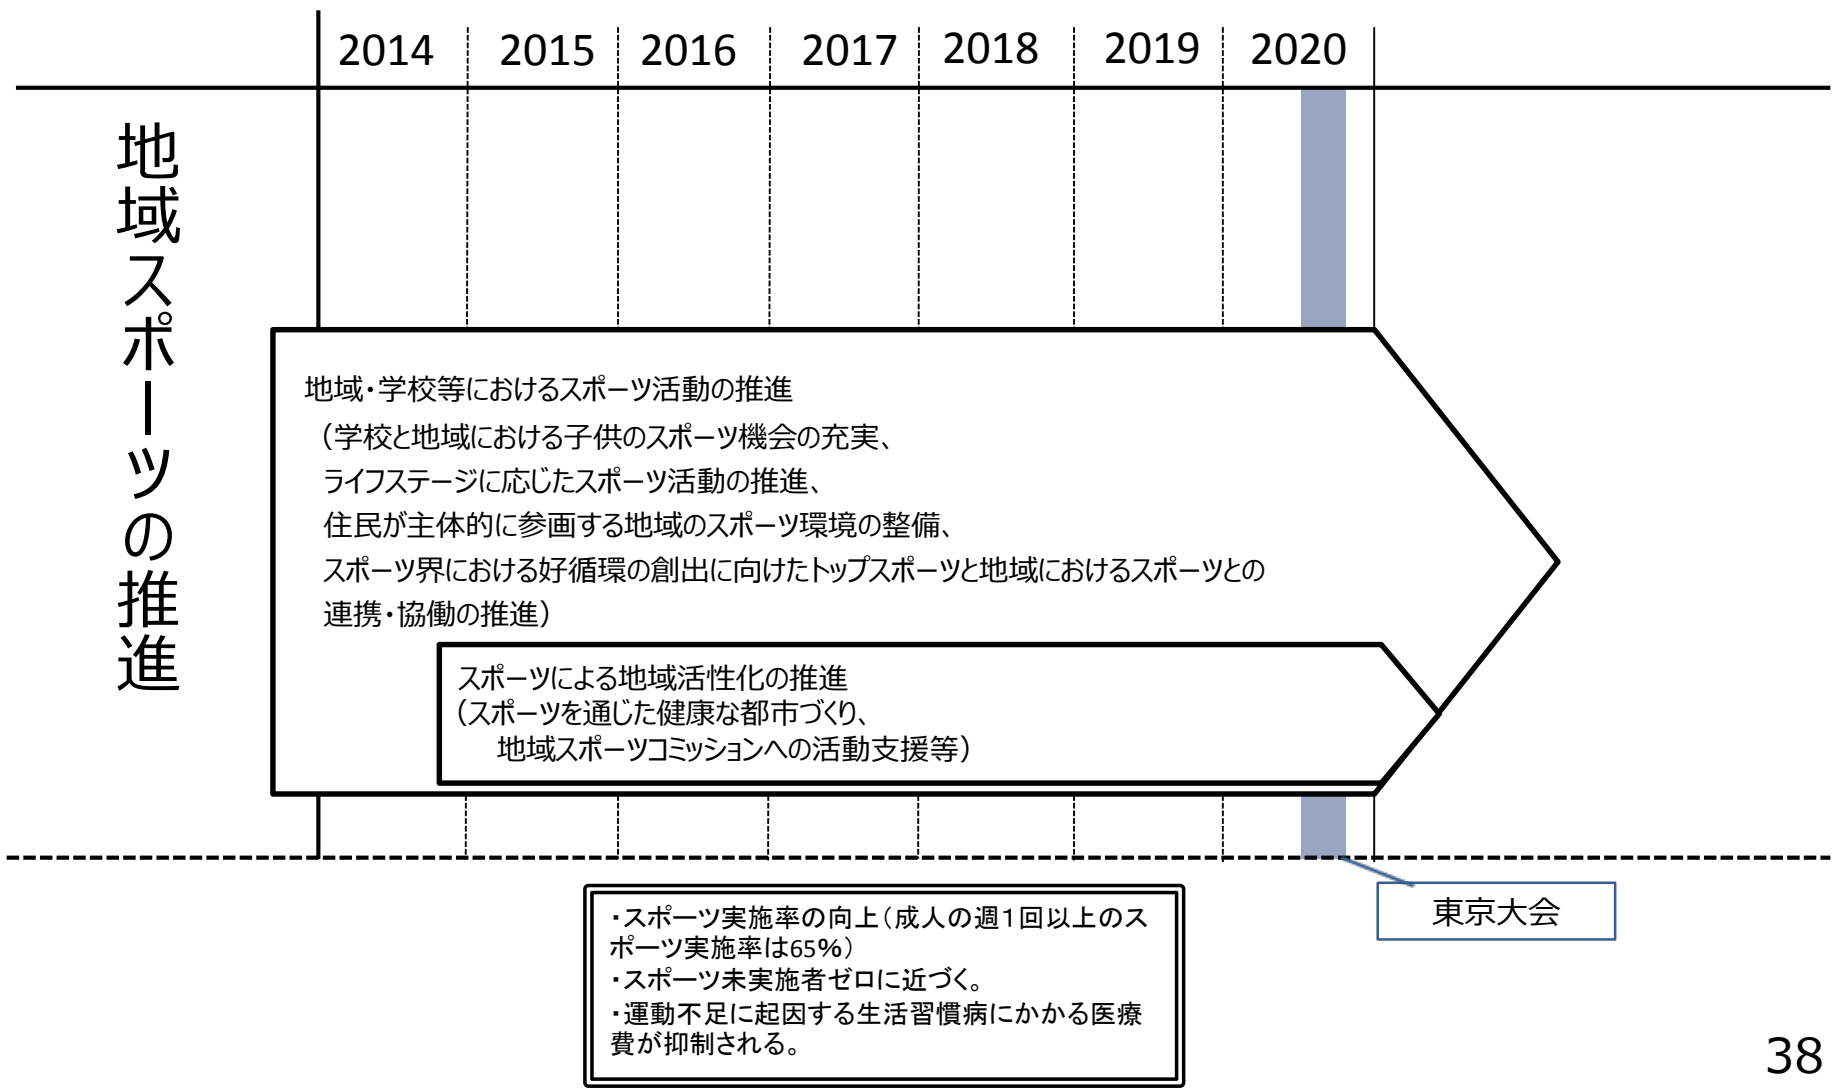 2014 2015 2016 2017 2018 2019 2020
地域スポーツの推進
地域・学校等におけるスポーツ活動の推進
（学校と地域における子供のスポーツ機会の充実、
ライフステージに応じたスポーツ活動の推進、
住民が主体的に参画する地域のスポーツ環境の整備、
スポーツ界における好循環の創出に向けたトップスポーツと地域におけるスポーツとの
連携・協働の推進）
スポーツによる地域活性化の推進
（スポーツを通じた健康な都市づくり、
地域スポーツコミッションへの活動支援等）
東京大会
・スポーツ実施率の向上（成人の週１回以上のス
ポーツ実施率は65％）
・スポーツ未実施者ゼロに近づく。
・運動不足に起因する生活習慣病にかかる医療
費が抑制される。
38